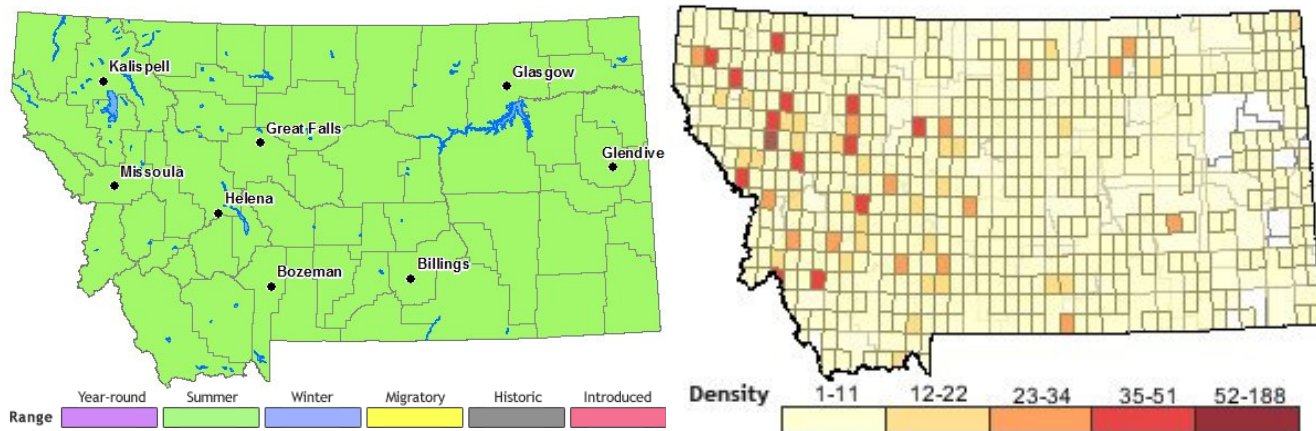 Kalispell
Glasgow
Great Falls
Glendive
Missoula
Helena
Bozeman
Billings
Range Year-round Summer Winter Migratory Historic Introduced
Density 1-11 12-22 23-34 35-51 52-188